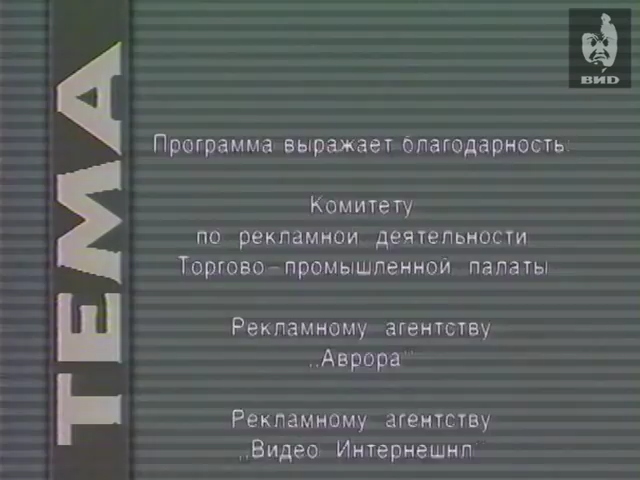 ВИD
ТЕМА
Программа выражает благодарность:
Комитету
по рекламной деятельности
Торгово-промышленной палаты
Рекламному агентству
„Аврора"
Рекламному агентству
„Видео Интернешнл"